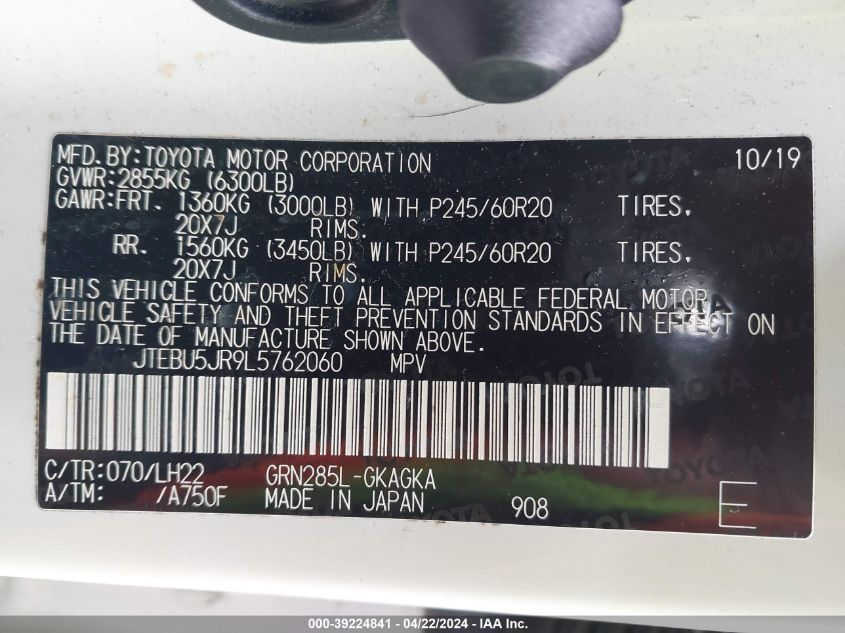 MFD.BY:TOYOTA MOTOR CORPORATION 10/19
GVWR:2855KG (6300LB)
GAWR:FRT. 1360KG (3000LB) WITH P245/60R20 TIRES.
20X7J RIMS.
RR. 1560KG (3450LB) WITH P245/60R20 TIRES.
20X7J RIMS.
THIS VEHICLE CONFORMS TO ALL APPLICABLE FEDERAL MOTOR
VEHICLE SAFETY AND THEFT PREVENTION STANDARDS IN EFFECT ON
THE DATE OF MANUFACTURE SHOWN ABOVE.
JTEBU5JR9L5762060 MPV
C/TR:070/LH22 GRN285L-GKAGKA
A/TM: /A750F MADE IN JAPAN 908 E
000-39224841 - 04/22/2024 - IAA Inc.